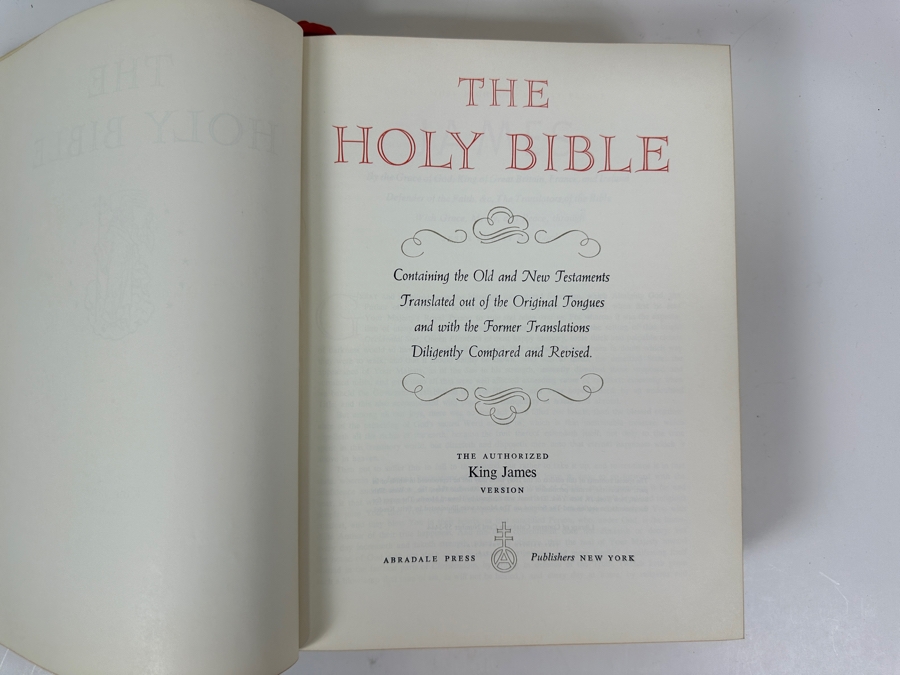 THE
HOLY BIBLE
Containing the Old and New Testaments
Translated out of the Original Tongues
and with the Former Translations
Diligently Compared and Revised.
THE AUTHORIZED
King James
VERSION
ABRADALE PRESS Publishers NEW YORK